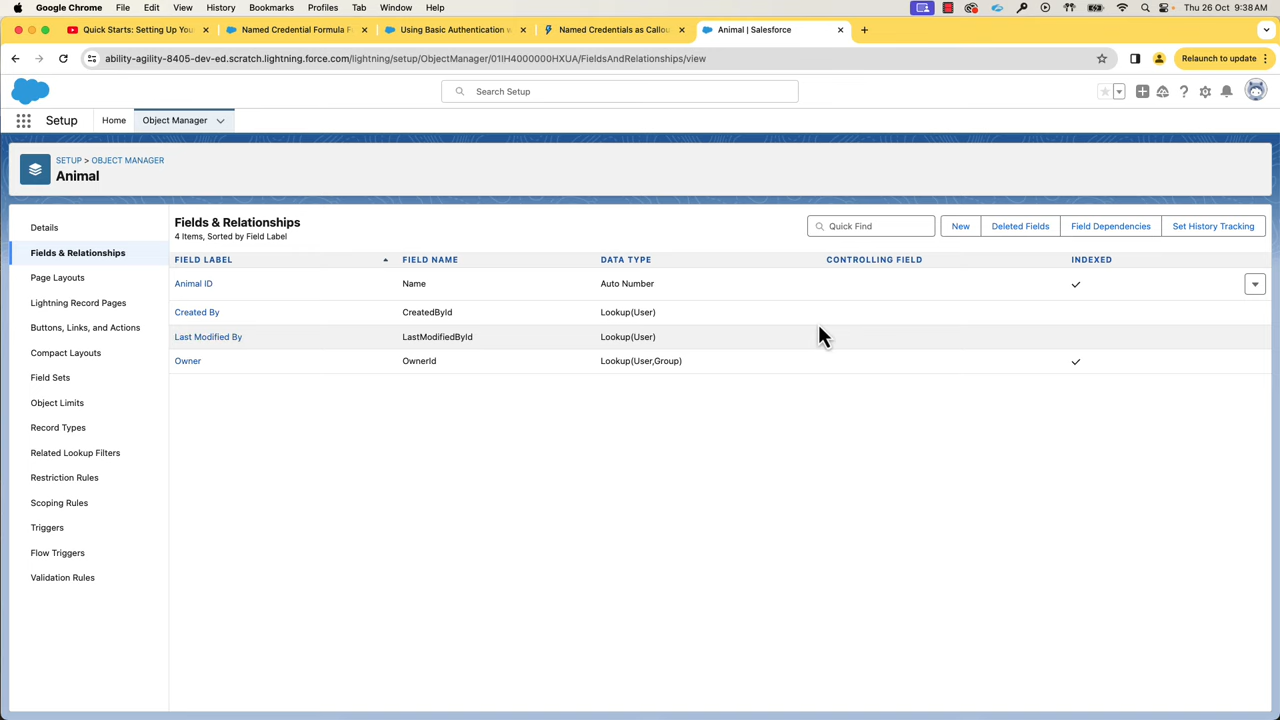 Google Chrome File Edit View History Bookmarks Profiles Tab Window Help Thu 26 Oct 9:38 AM
Quick Starts: Setting Up You Named Credential Formula F Using Basic Authentication w Named Credentials as Callou Animal | Salesforce
ability-agility-8405-dev-ed.scratch.lightning.force.com/lightning/setup/ObjectManager/01IH4000000HXUA/FieldsAndRelationships/view Relaunch to update
Search Setup
Setup Home Object Manager
SETUP > OBJECT MANAGER
Animal
Details
Fields & Relationships
Page Layouts
Lightning Record Pages
Buttons, Links, and Actions
Compact Layouts
Field Sets
Object Limits
Record Types
Related Lookup Filters
Restriction Rules
Scoping Rules
Triggers
Flow Triggers
Validation Rules
Fields & Relationships
4 Items, Sorted by Field Label
Quick Find New Deleted Fields Field Dependencies Set History Tracking
FIELD LABEL FIELD NAME DATA TYPE CONTROLLING FIELD INDEXED
Animal ID Name Auto Number
Created By CreatedById Lookup(User)
Last Modified By LastModifiedById Lookup(User)
Owner OwnerId Lookup(User,Group)